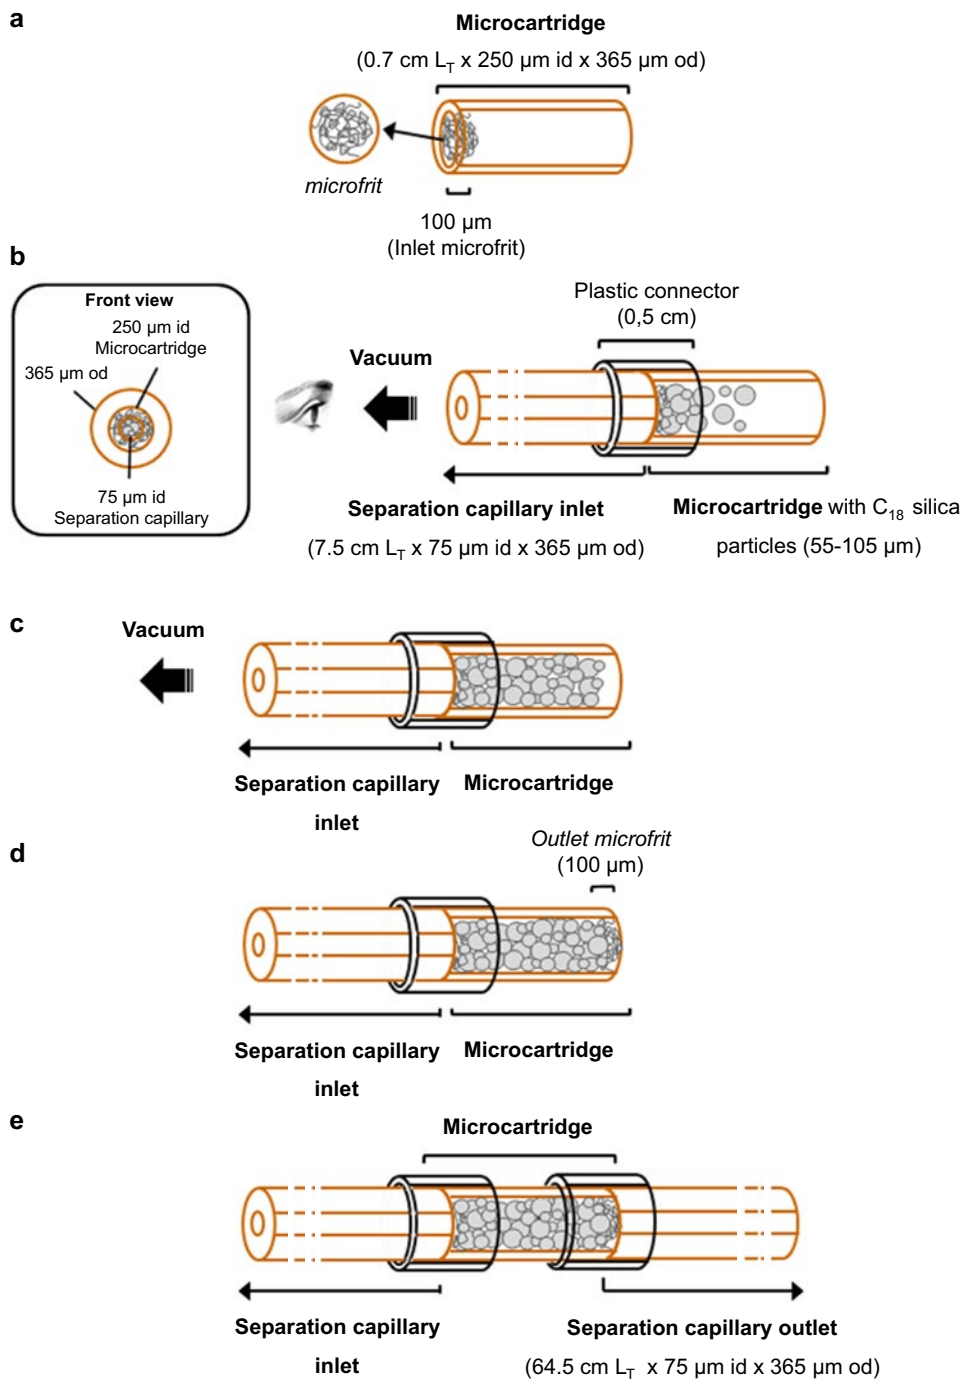 a
Microcartridge
(0.7 cm L_T x 250 µm id x 365 µm od)
microfrit
100 µm
(Inlet microfrit)
b
Front view
250 µm id
Microcartridge
365 µm od
75 µm id
Separation capillary
Vacuum
Plastic connector
(0,5 cm)
Separation capillary inlet
(7.5 cm L_T x 75 µm id x 365 µm od)
Microcartridge with C_18 silica
particles (55-105 µm)
c
Vacuum
Separation capillary
inlet
Microcartridge
d
Outlet microfrit
(100 µm)
Separation capillary
inlet
Microcartridge
e
Microcartridge
Separation capillary
inlet
Separation capillary outlet
(64.5 cm L_T x 75 µm id x 365 µm od)